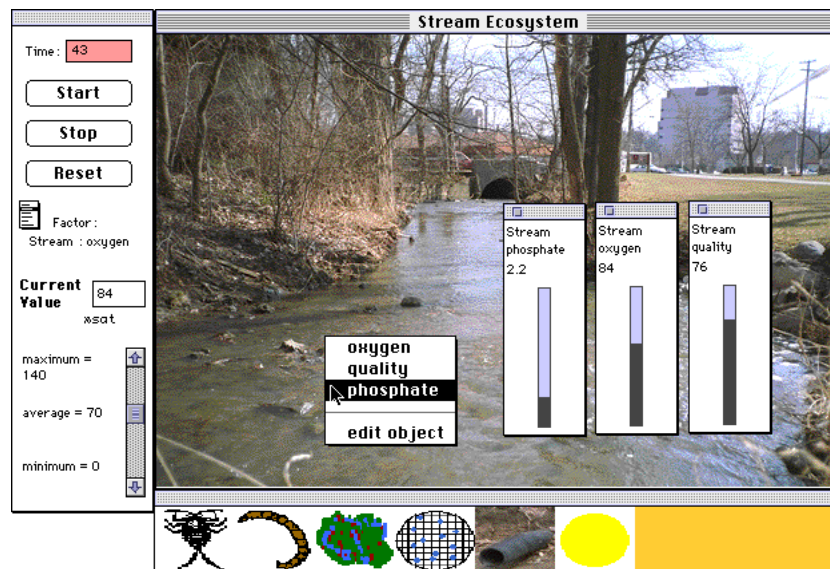 Stream Ecosystem
Time: 43
Start
Stop
Reset
Factor:
Stream : oxygen
Current
Value
84
%sat
maximum =
140
average = 70
minimum = 0
oxygen
quality
phosphate
edit object
Stream
phosphate
2.2
Stream
oxygen
84
Stream
quality
76